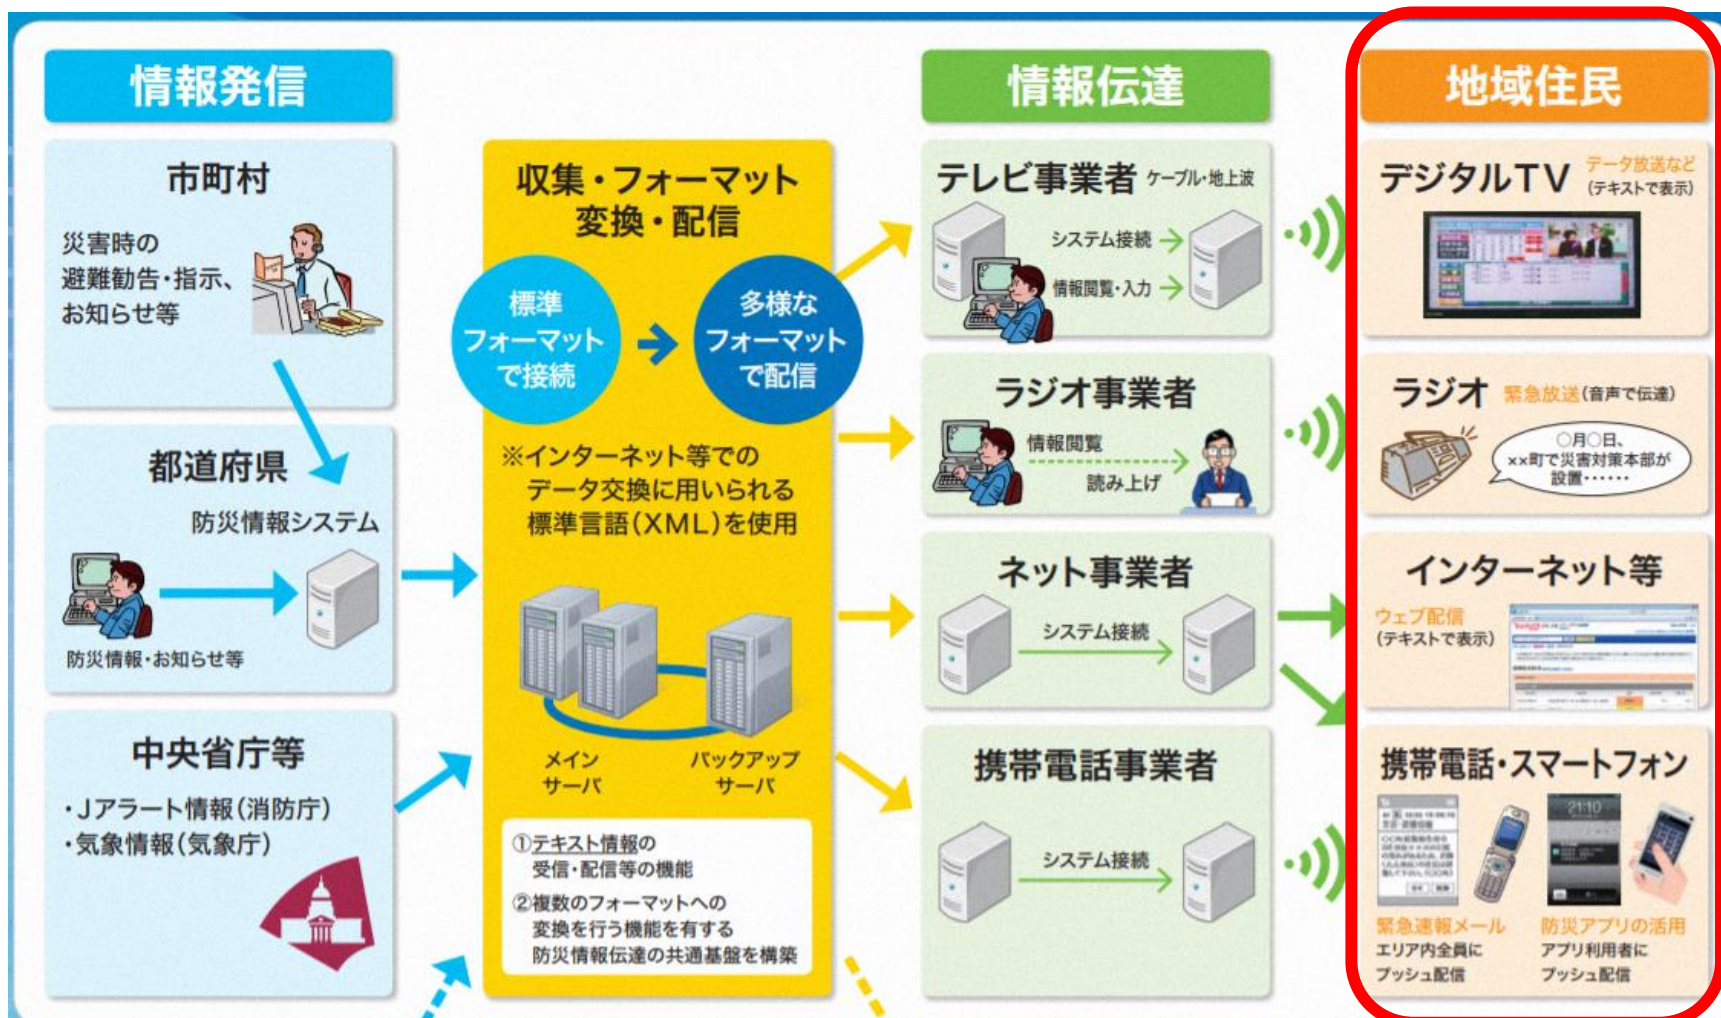 情報発信
市町村
災害時の
避難勧告・指示、
お知らせ等
都道府県
防災情報システム
防災情報・お知らせ等
中央省庁等
・Jアラート情報(消防庁)
・気象情報(気象庁)
収集・フォーマット
変換・配信
標準
フォーマット
で接続
多様な
フォーマット
で配信
※インターネット等での
データ交換に用いられる
標準言語(XML)を使用
メイン
サーバ
バックアップ
サーバ
①テキスト情報の
受信・配信等の機能
②複数のフォーマットへの
変換を行う機能を有する
防災情報伝達の共通基盤を構築
情報伝達
テレビ事業者 ケーブル・地上波
システム接続
情報閲覧・入力
ラジオ事業者
情報閲覧
読み上げ
ネット事業者
システム接続
携帯電話事業者
システム接続
地域住民
デジタルTV データ放送など
(テキストで表示)
ラジオ 緊急放送(音声で伝達)
○月○日、
××町で災害対策本部が
設置……
インターネット等
ウェブ配信
(テキストで表示)
携帯電話・スマートフォン
21:10
緊急速報メール
エリア内全員に
プッシュ配信
防災アプリの活用
アプリ利用者に
プッシュ配信